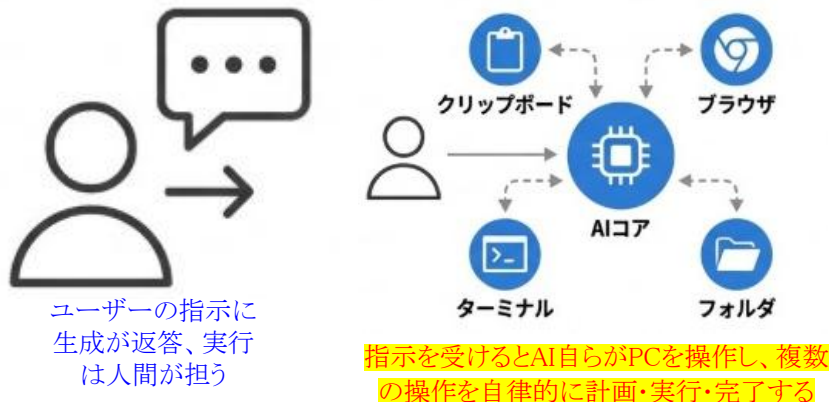 クリップボード
ブラウザ
AIコア
ターミナル
フォルダ
ユーザーの指示に
生成が返答、実行
は人間が担う
指示を受けるとAI自らがPCを操作し、複数
の操作を自律的に計画・実行・完了する